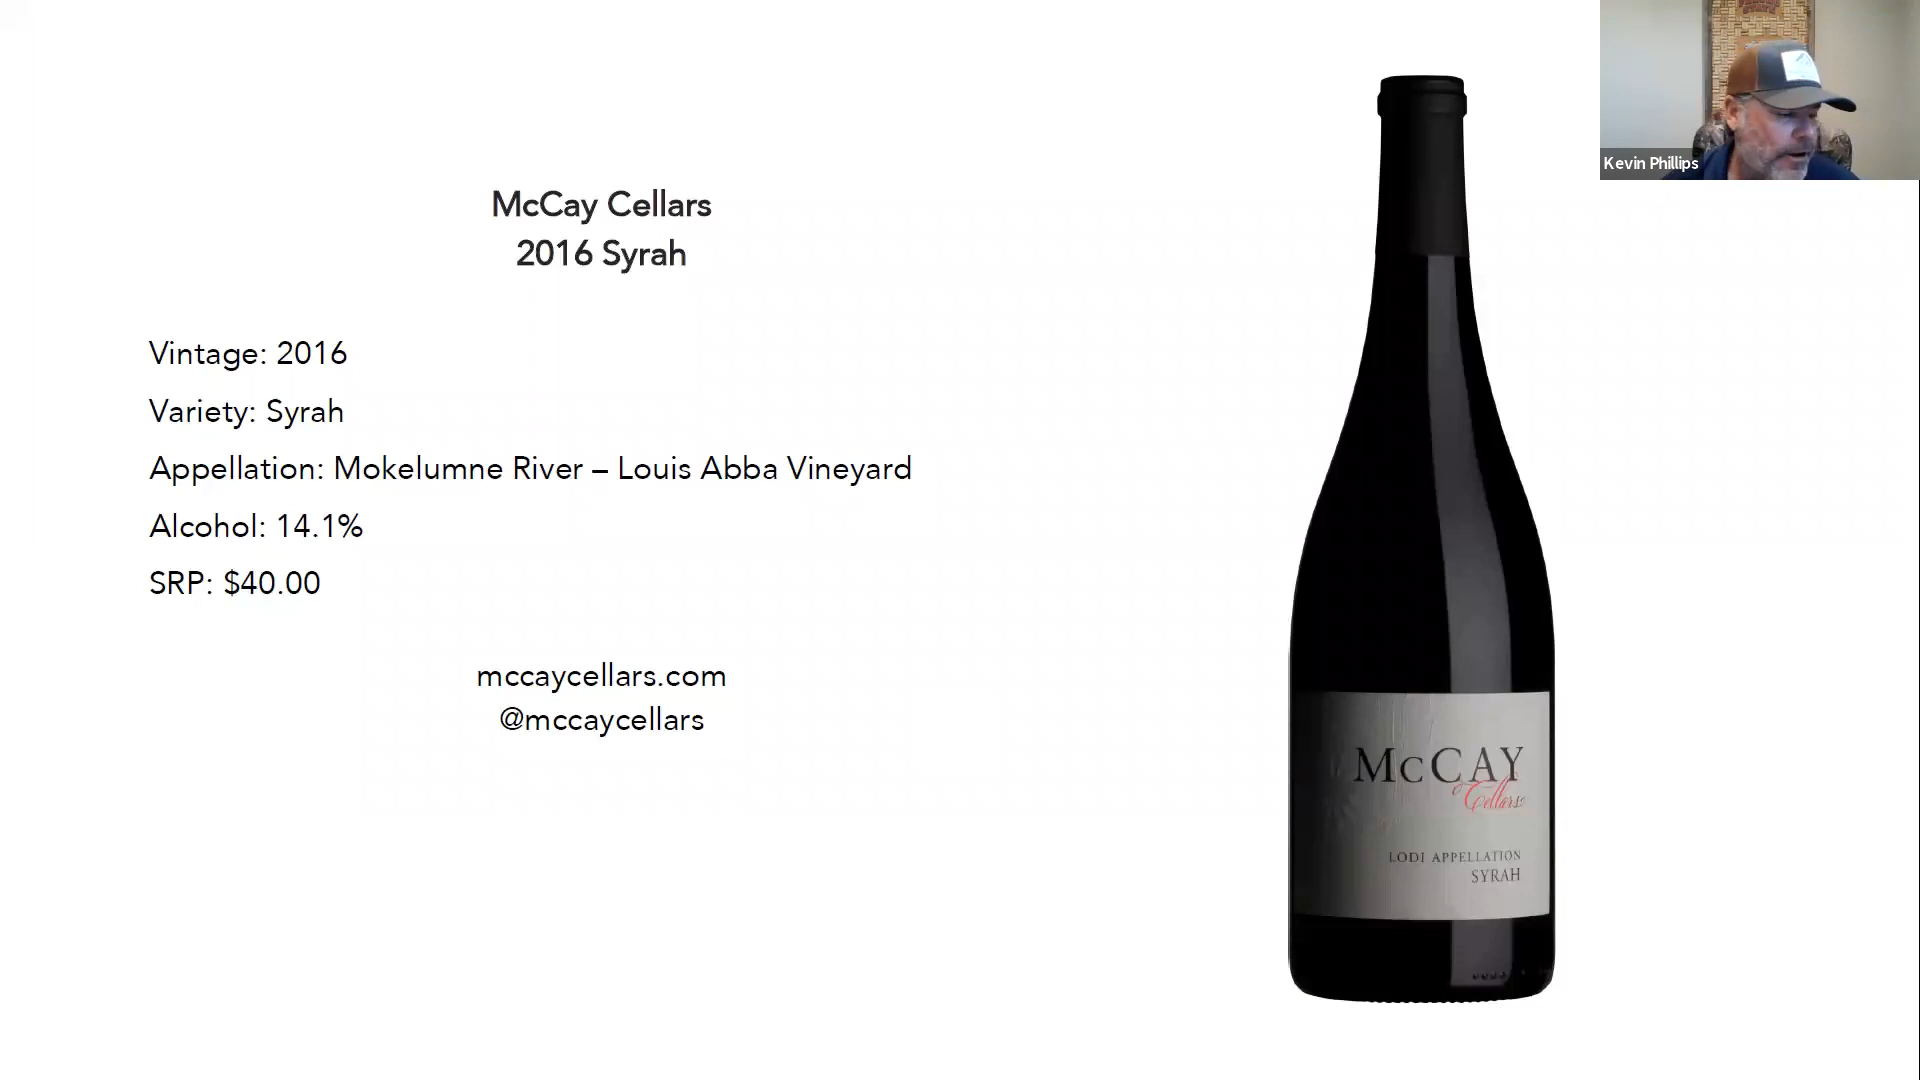 McCay Cellars
2016 Syrah
Vintage: 2016
Variety: Syrah
Appellation: Mokelumne River – Louis Abba Vineyard
Alcohol: 14.1%
SRP: $40.00
mccaycellars.com
@mccaycellars
McCAY
Cellars
LODI APPELLATION
SYRAH
Kevin Phillips